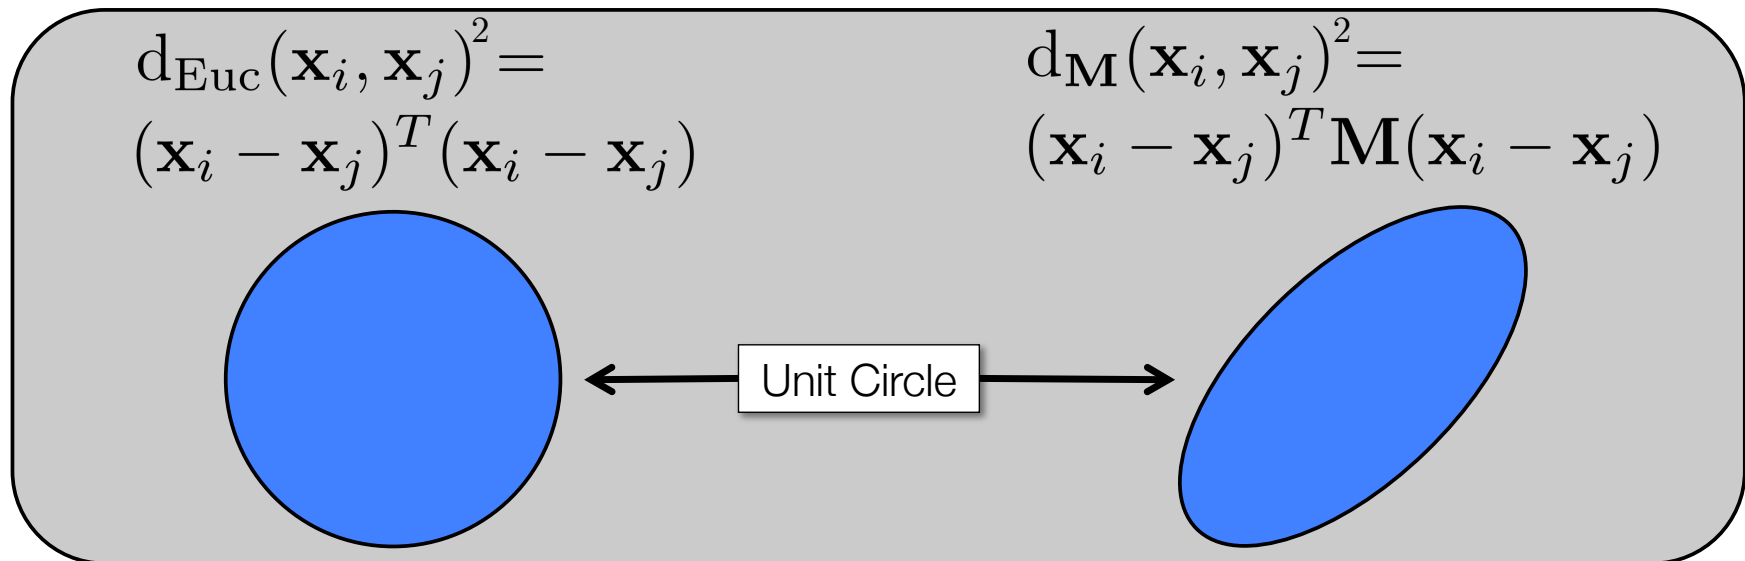 d_Euc(x_i, x_j)²=
(x_i − x_j)^T(x_i − x_j)
d_M(x_i, x_j)²=
(x_i − x_j)^T M(x_i − x_j)
Unit Circle